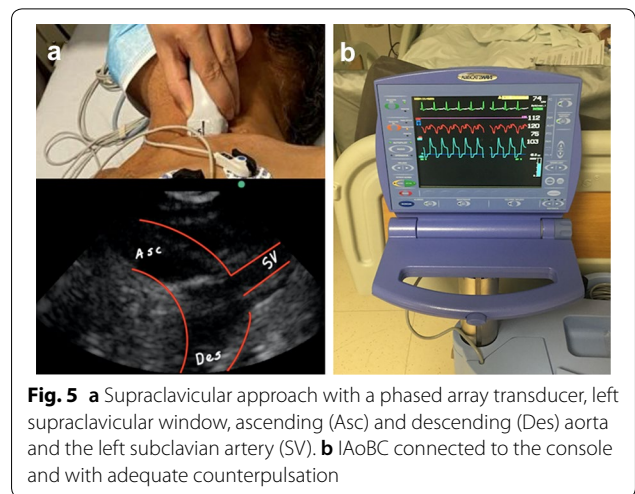 a
b
Asc
SV
Des
74
112
120
75
103
Fig. 5 a Supraclavicular approach with a phased array transducer, left
supraclavicular window, ascending (Asc) and descending (Des) aorta
and the left subclavian artery (SV). b IAoBC connected to the console
and with adequate counterpulsation